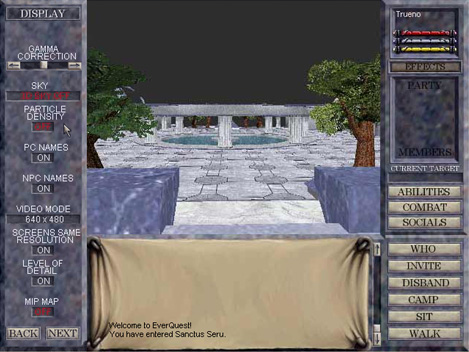 DISPLAY
GAMMA
CORRECTION
SKY
PARTICLE
DENSITY
OFF
PC NAMES
ON
NPC NAMES
ON
VIDEO MODE
640 x 480
SCREENS SAME
RESOLUTION
ON
LEVEL OF
DETAIL
ON
MIP MAP
OFF
BACK
NEXT
Welcome to EverQuest!
You have entered Sanctus Seru.
Trueno
EFFECTS
PARTY
MEMBERS
CURRENT TARGET
ABILITIES
COMBAT
SOCIALS
WHO
INVITE
DISBAND
CAMP
SIT
WALK